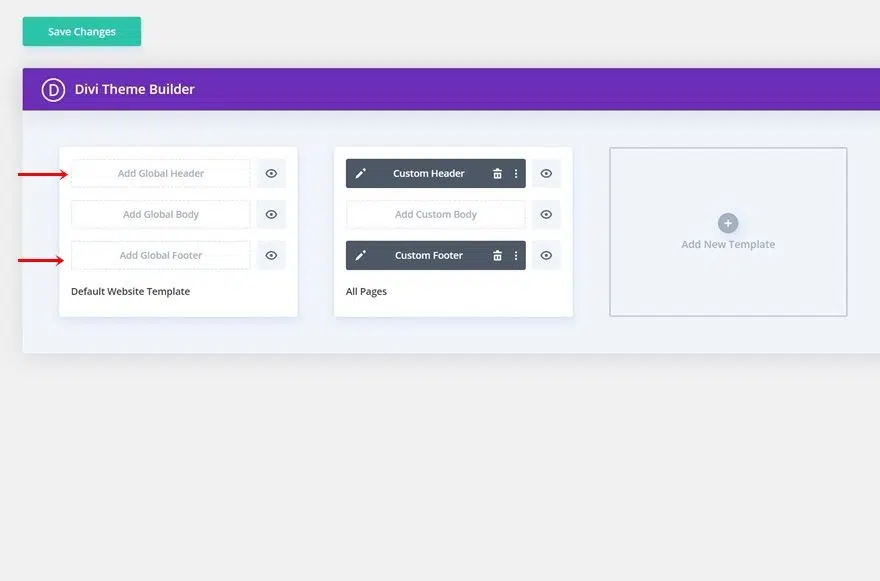 Save Changes
D Divi Theme Builder
Add Global Header
Add Global Body
Add Global Footer
Default Website Template
Custom Header
Add Custom Body
Custom Footer
All Pages
Add New Template